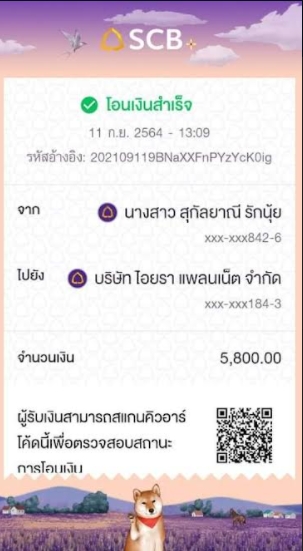 SCB
โอนเงินสำเร็จ
11 ก.ย. 2564 - 13:09
รหัสอ้างอิง: 202109119BNaXXFnPYzYcK0ig
จาก นางสาว สุกัลยาณี รักนุ้ย
xxx-xxx842-6
ไปยัง บริษัท ไอยรา แพลนเน็ต จำกัด
xxx-xxx184-3
จำนวนเงิน 5,800.00
ผู้รับเงินสามารถสแกนคิวอาร์
โค้ดนี้เพื่อตรวจสอบสถานะ
การโอนเงิน